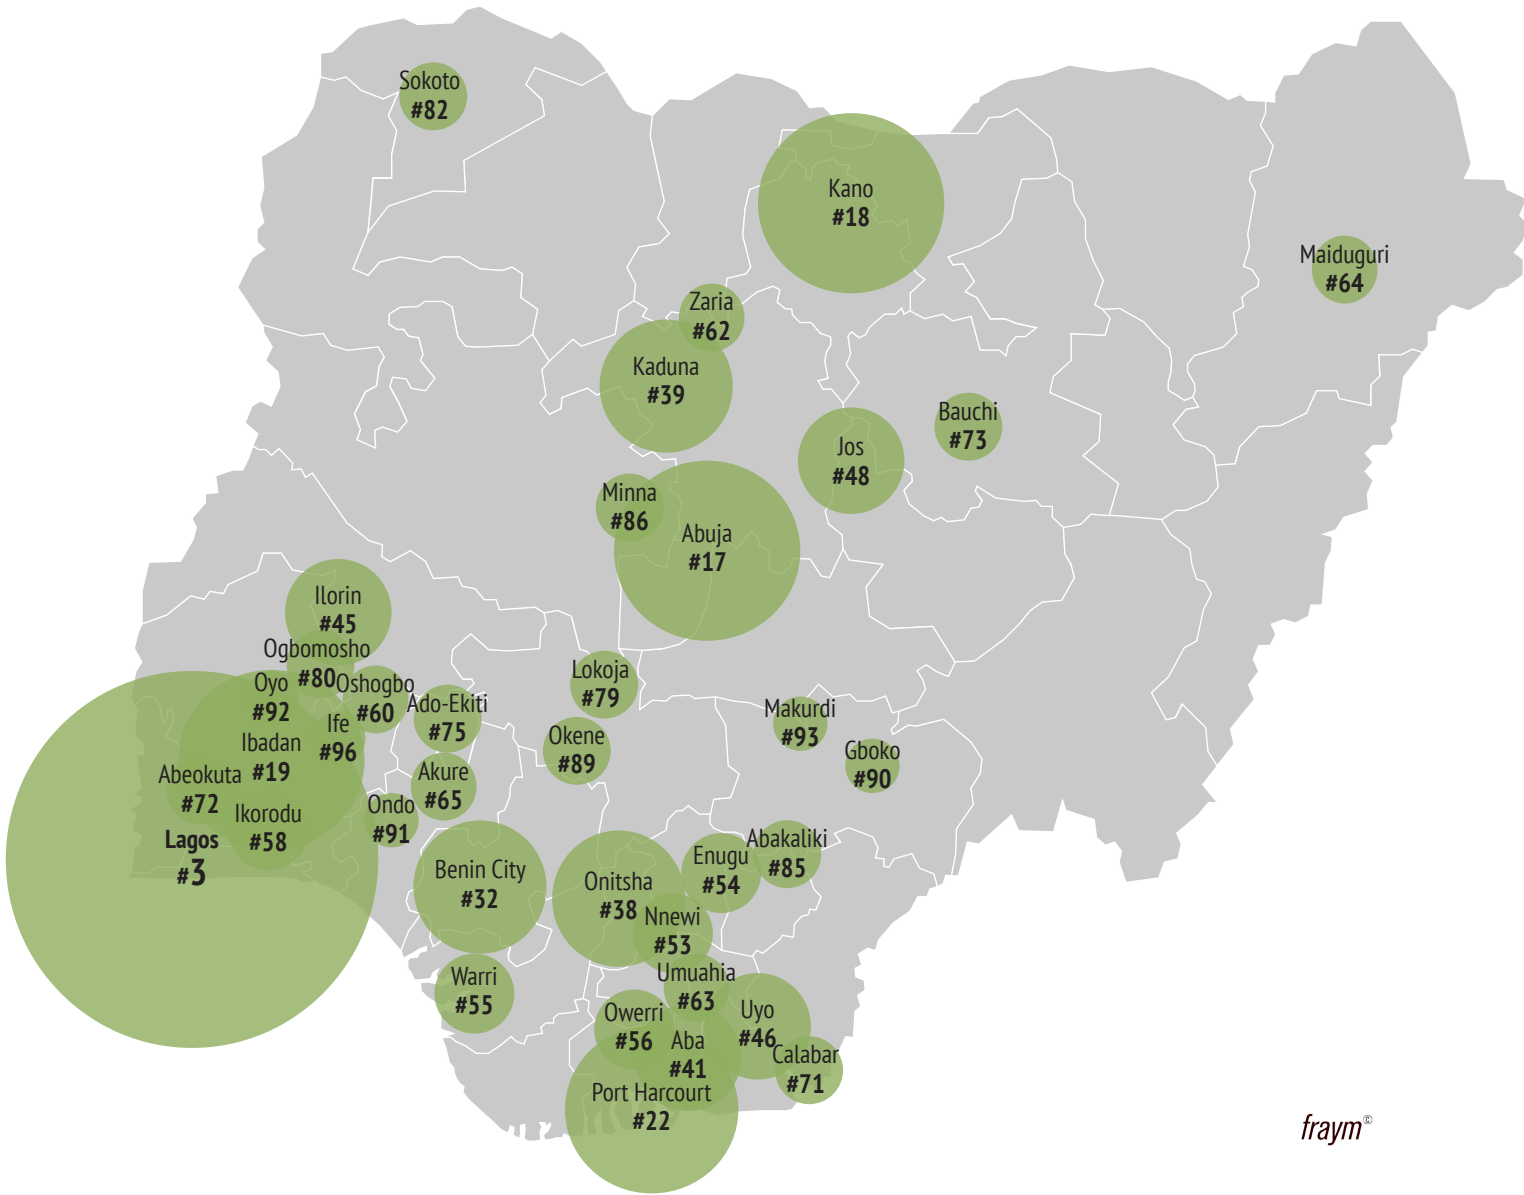 Sokoto
#82
Kano
#18
Maiduguri
#64
Zaria
#62
Kaduna
#39
Bauchi
#73
Jos
#48
Minna
#86
Abuja
#17
Ilorin
#45
Ogbomosho
#80
Oshogbo
#60
Oyo
#92
Ado-Ekiti
#75
Ife
#96
Lokoja
#79
Okene
#89
Makurdi
#93
Gboko
#90
Ibadan
#19
Abeokuta
#72
Akure
#65
Ikorodu
#58
Ondo
#91
Lagos
#3
Benin City
#32
Onitsha
#38
Enugu
#54
Abakaliki
#85
Nnewi
#53
Warri
#55
Umuahia
#63
Owerri
#56
Uyo
#46
Aba
#41
Calabar
#71
Port Harcourt
#22
fraym©